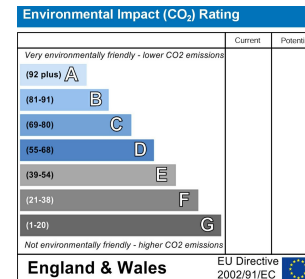 Environmental Impact (CO₂) Rating
Current
Very environmentally friendly - lower CO2 emissions
(92 plus) A
(81-91) B
(69-80) C
(55-68) D
(39-54) E
(21-38) F
(1-20) G
Not environmentally friendly - higher CO2 emissions
England & Wales
EU Directive
2002/91/EC